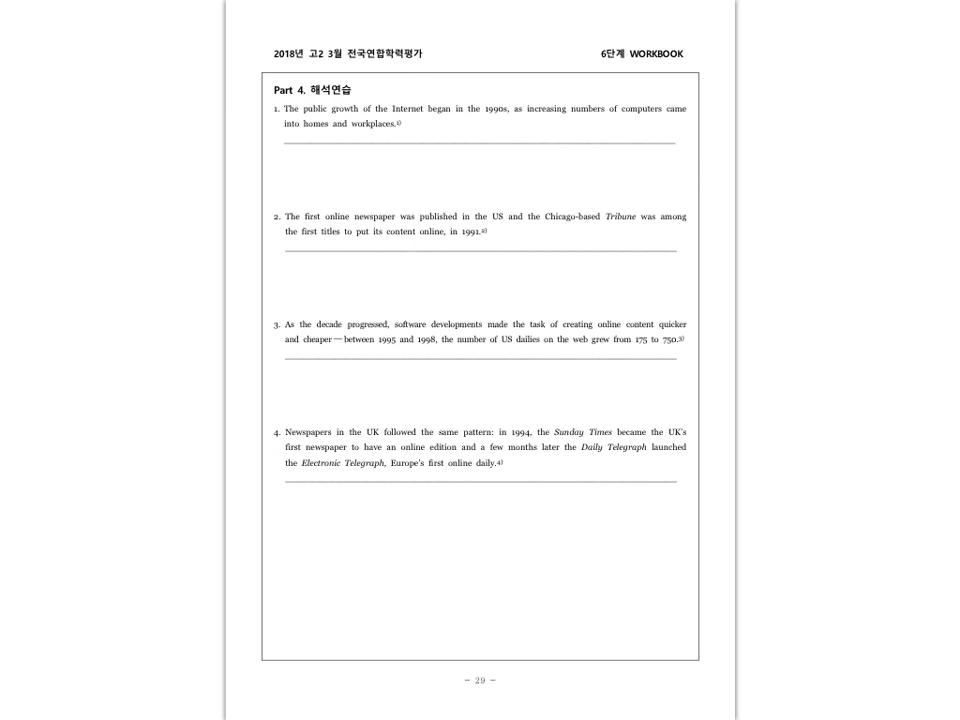 2018년 고2 3월 전국연합학력평가
6단계 WORKBOOK
Part 4. 해석연습
1. The public growth of the Internet began in the 1990s, as increasing numbers of computers came
into homes and workplaces.1)
2. The first online newspaper was published in the US and the Chicago-based Tribune was among
the first titles to put its content online, in 1991.2)
3. As the decade progressed, software developments made the task of creating online content quicker
and cheaper—between 1995 and 1998, the number of US dailies on the web grew from 175 to 750.3)
4. Newspapers in the UK followed the same pattern: in 1994, the Sunday Times became the UK's
first newspaper to have an online edition and a few months later the Daily Telegraph launched
the Electronic Telegraph, Europe's first online daily.4)
- 29 -